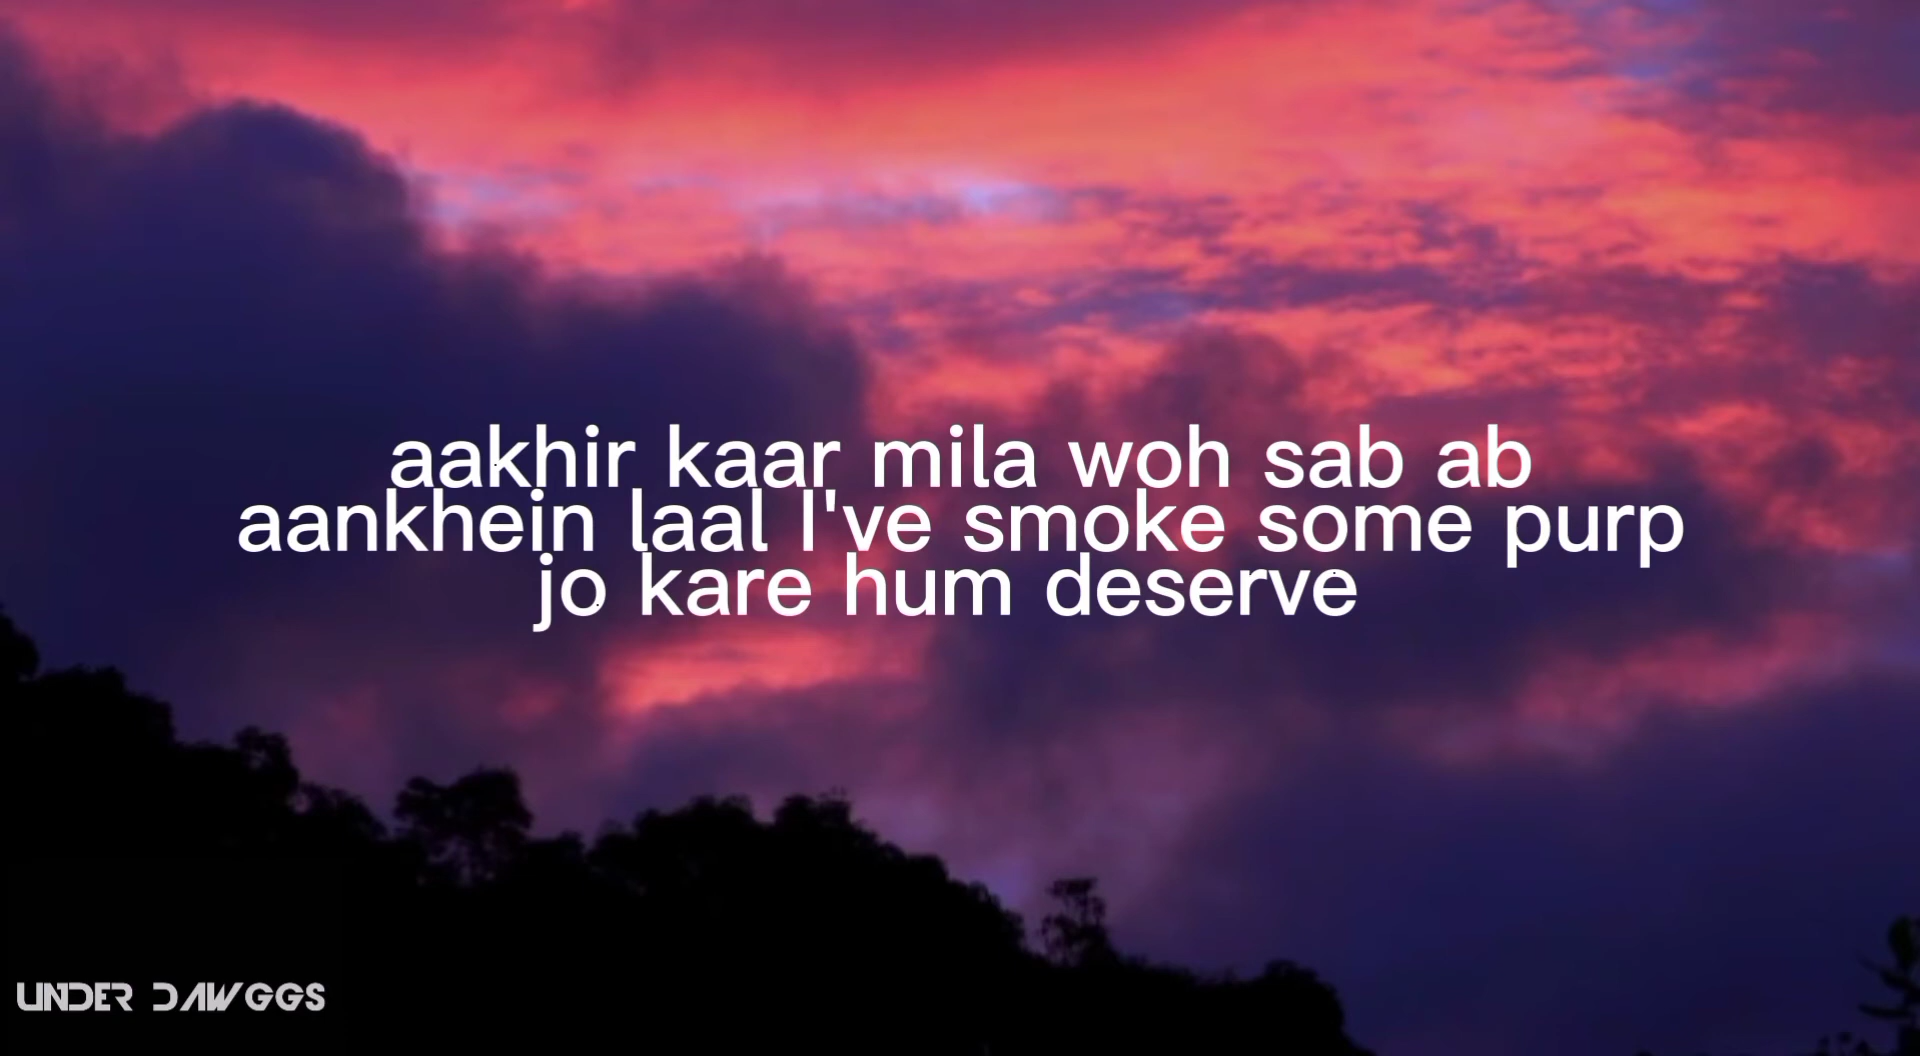 aakhir kaar mila woh sab ab
aankhein laal I've smoke some purp
jo kare hum deserve
UNDER DAWGGS